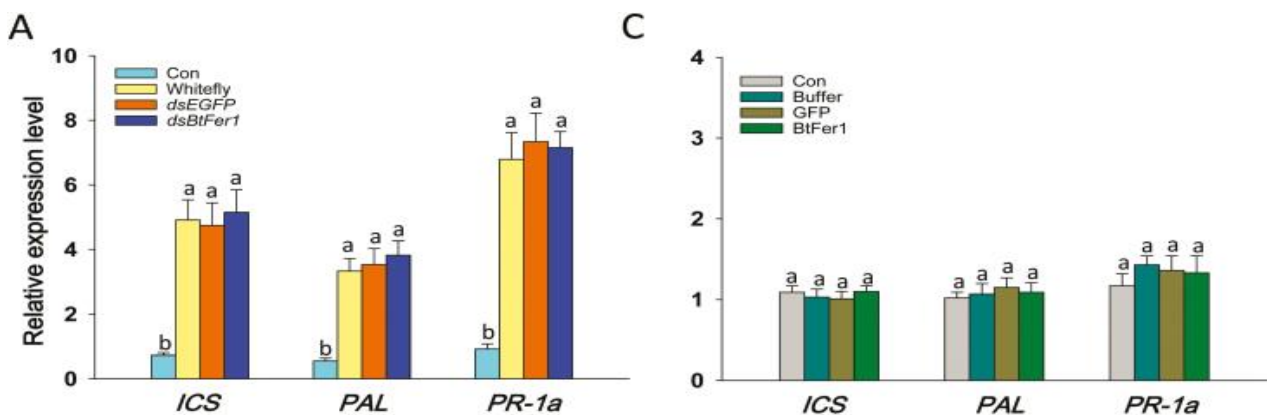 A
Relative expression level
10
8
6
4
2
0
Con
Whitefly
dsEGFP
dsBtFer1
b a a a
b a a a
b a a a
ICS PAL PR-1a
C
4
3
2
1
0
Con
Buffer
GFP
BtFer1
a a a a
a a a a
a a a a
ICS PAL PR-1a